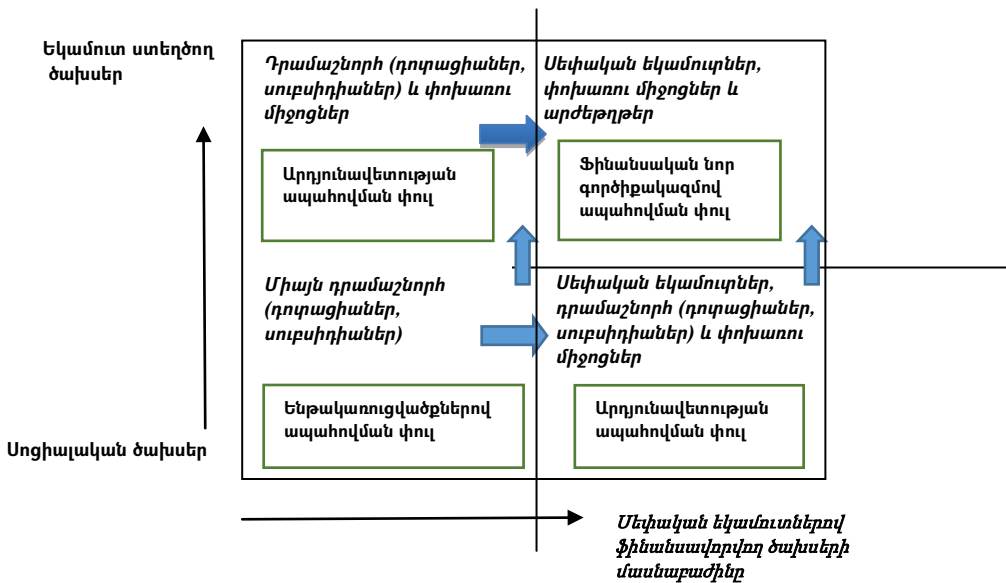 Եկամուտ ստեղծող
ծախսեր
Դրամաշնորհ (դոտացիաներ,
սուբսիդիաներ) և փոխառու
միջոցներ
Սեփական եկամուտներ,
փոխառու միջոցներ և
արժեթղթեր
Արդյունավետության
ապահովման փուլ
Ֆինանսական նոր
գործիքակազմով
ապահովման փուլ
Միայն դրամաշնորհ
(դոտացիաներ,
սուբսիդիաներ)
Սեփական եկամուտներ,
դրամաշնորհ (դոտացիաներ,
սուբսիդիաներ) և փոխառու
միջոցներ
Ենթակառուցվածքներով
ապահովման փուլ
Արդյունավետության
ապահովման փուլ
Սոցիալական ծախսեր
Սեփական եկամուտներով
ֆինանսավորվող ծախսերի
մասնաբաժինը